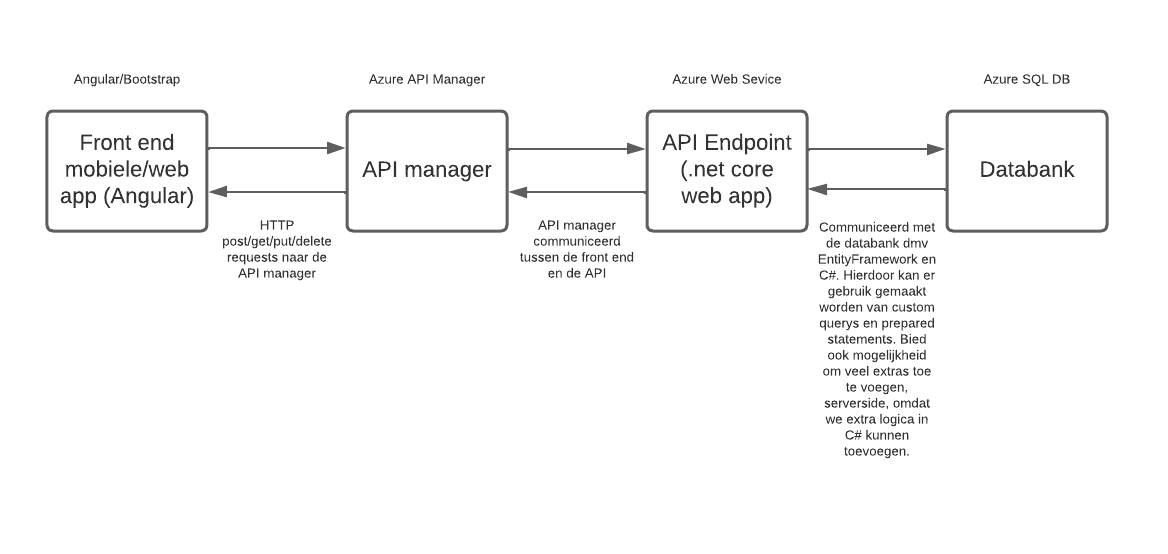 Angular/Bootstrap
Azure API Manager
Azure Web Sevice
Azure SQL DB
Front end
mobiele/web
app (Angular)
API manager
API Endpoint
(.net core
web app)
Databank
HTTP
post/get/put/delete
requests naar de
API manager
API manager
communiceerd
tussen de front end
en de API
Communiceerd met
de databank dmv
EntityFramework en
C#. Hierdoor kan er
gebruik gemaakt
worden van custom
querys en prepared
statements. Bied
ook mogelijkheid
om veel extras toe
te voegen,
serverside, omdat
we extra logica in
C# kunnen
toevoegen.